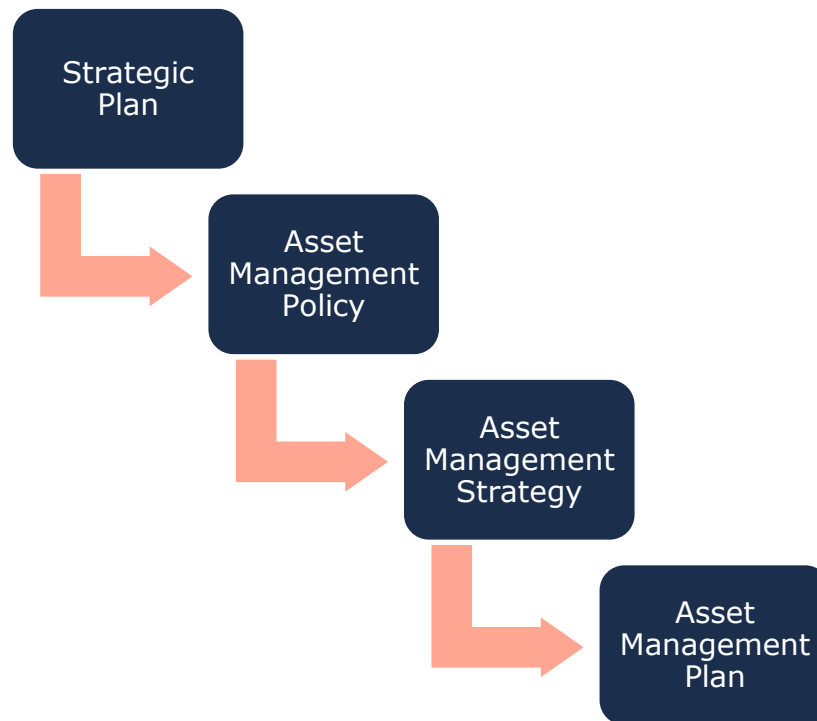 Strategic
Plan
Asset
Management
Policy
Asset
Management
Strategy
Asset
Management
Plan